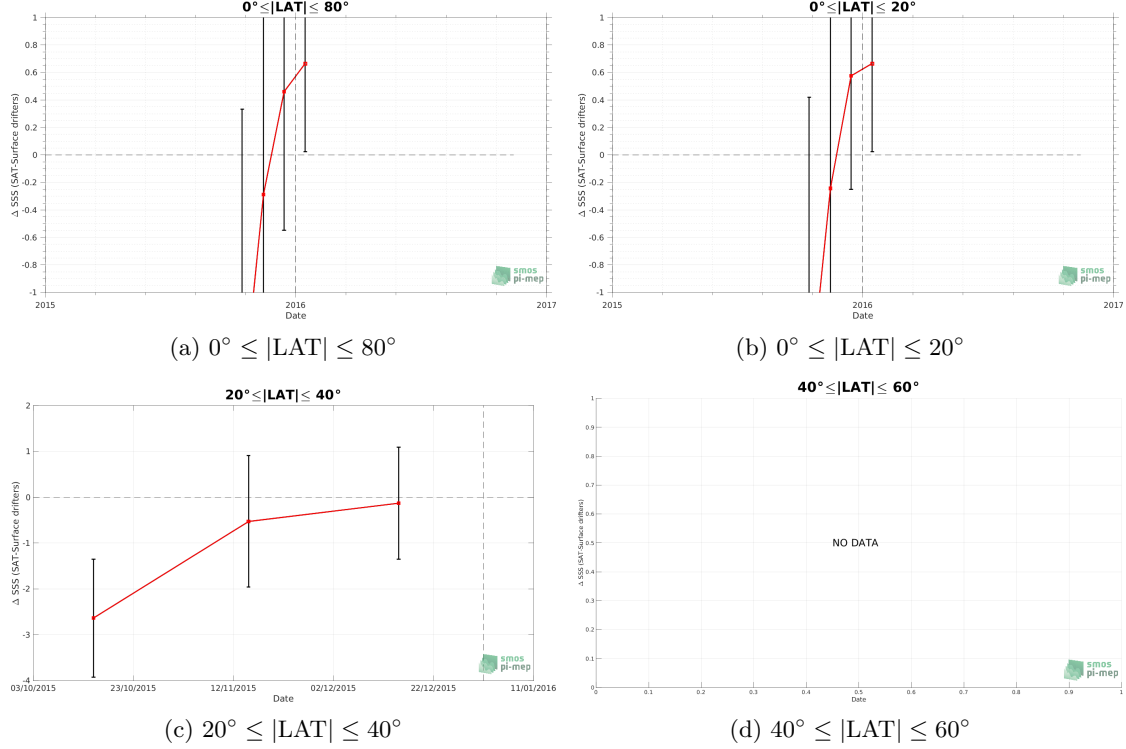 0°≤|LAT|≤ 80°
1
0.8
0.6
0.4
0.2
0
-0.2
-0.4
-0.6
-0.8
-1
Δ SSS (SAT-Surface drifters)
2015
2016
2017
Date
smos
pi-mep
(a) 0° ≤ |LAT| ≤ 80°
0°≤|LAT|≤ 20°
1
0.8
0.6
0.4
0.2
0
-0.2
-0.4
-0.6
-0.8
-1
Δ SSS (SAT-Surface drifters)
2015
2016
2017
Date
smos
pi-mep
(b) 0° ≤ |LAT| ≤ 20°
20°≤|LAT|≤ 40°
2
1
0
-1
-2
-3
-4
Δ SSS (SAT-Surface drifters)
03/10/2015
23/10/2015
12/11/2015
02/12/2015
22/12/2015
11/01/2016
Date
smos
pi-mep
(c) 20° ≤ |LAT| ≤ 40°
40°≤|LAT|≤ 60°
1
0.9
0.8
0.7
0.6
0.5
0.4
0.3
0.2
0.1
0
Δ SSS (SAT-Surface drifters)
NO DATA
0
0.1
0.2
0.3
0.4
0.5
0.6
0.7
0.8
0.9
1
Date
smos
pi-mep
(d) 40° ≤ |LAT| ≤ 60°